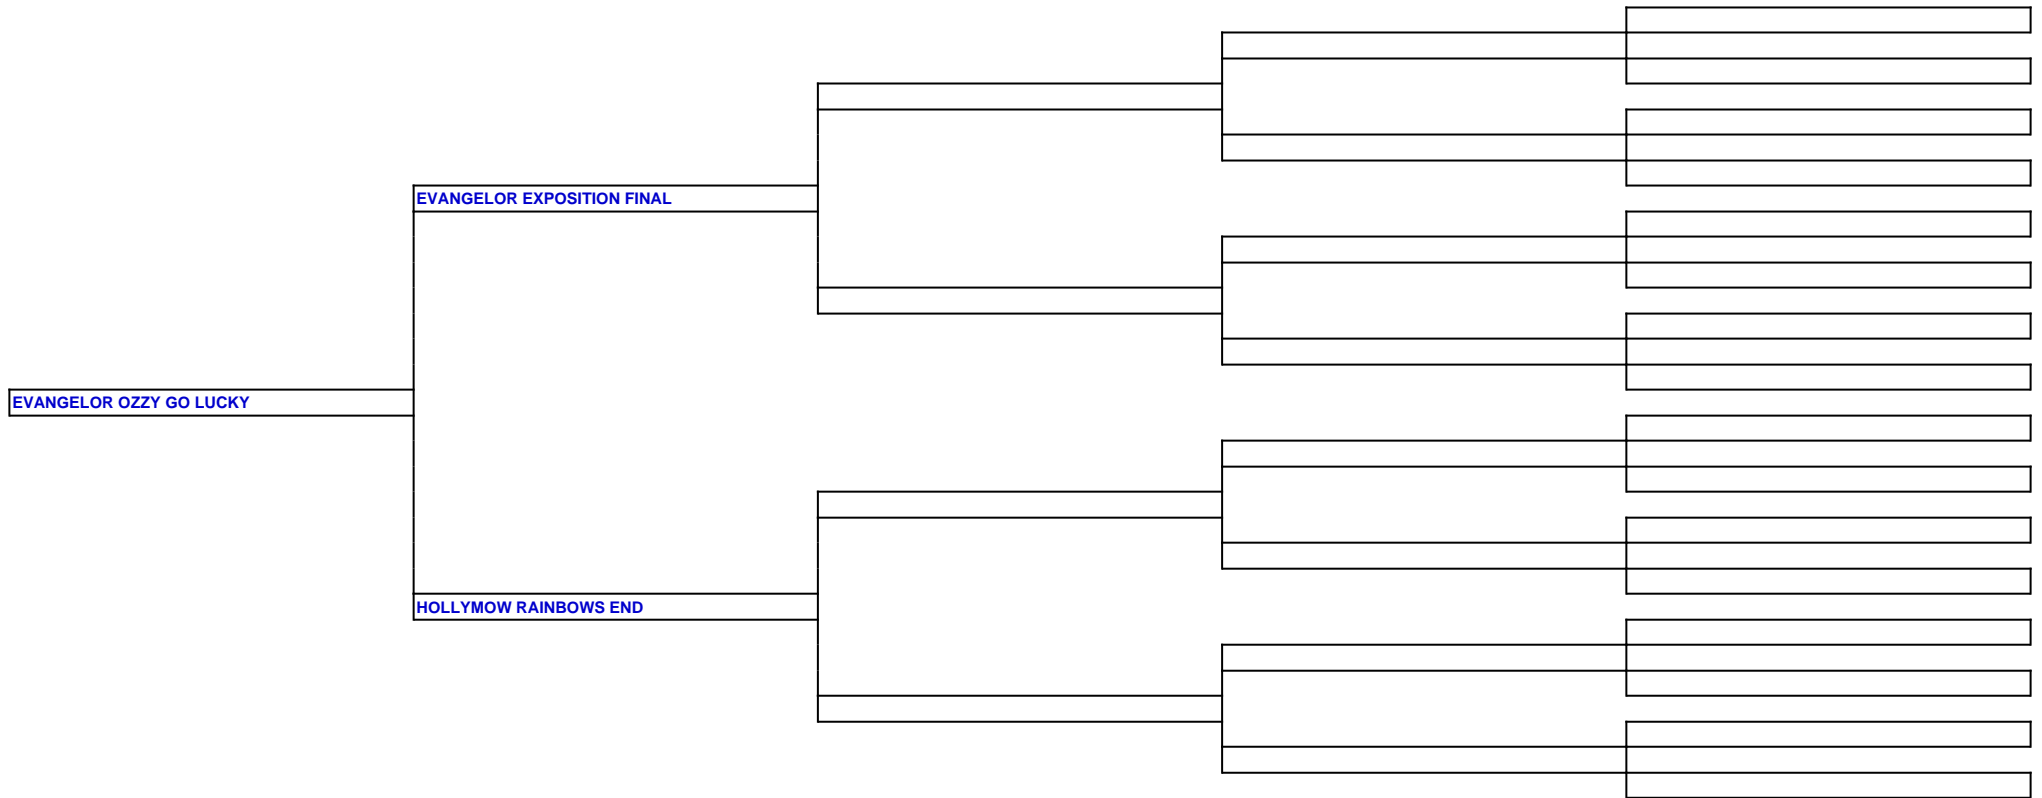 EVANGELOR EXPOSITION FINAL
EVANGELOR OZZY GO LUCKY
HOLLYMOW RAINBOWS END